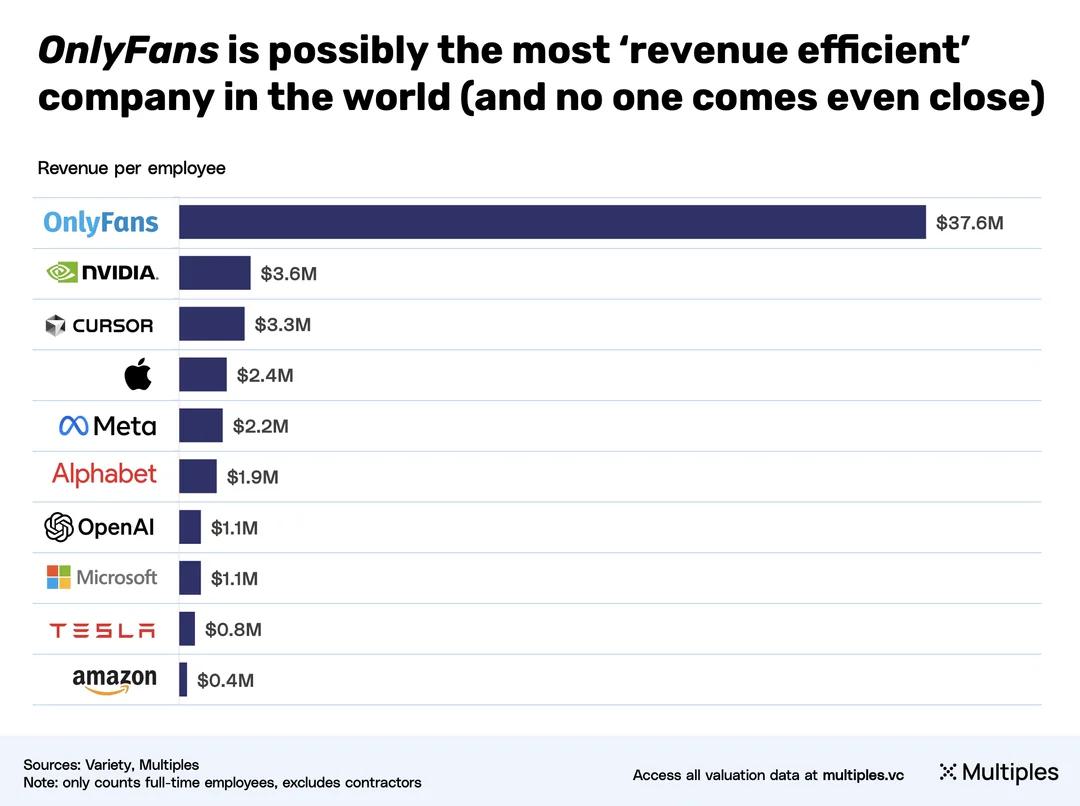 OnlyFans is possibly the most ‘revenue efficient’
company in the world (and no one comes even close)
Revenue per employee
OnlyFans $37.6M
NVIDIA. $3.6M
CURSOR $3.3M
$2.4M
Meta $2.2M
Alphabet $1.9M
OpenAI $1.1M
Microsoft $1.1M
TESLA $0.8M
amazon $0.4M
Sources: Variety, Multiples
Note: only counts full-time employees, excludes contractors
Access all valuation data at multiples.vc
Multiples